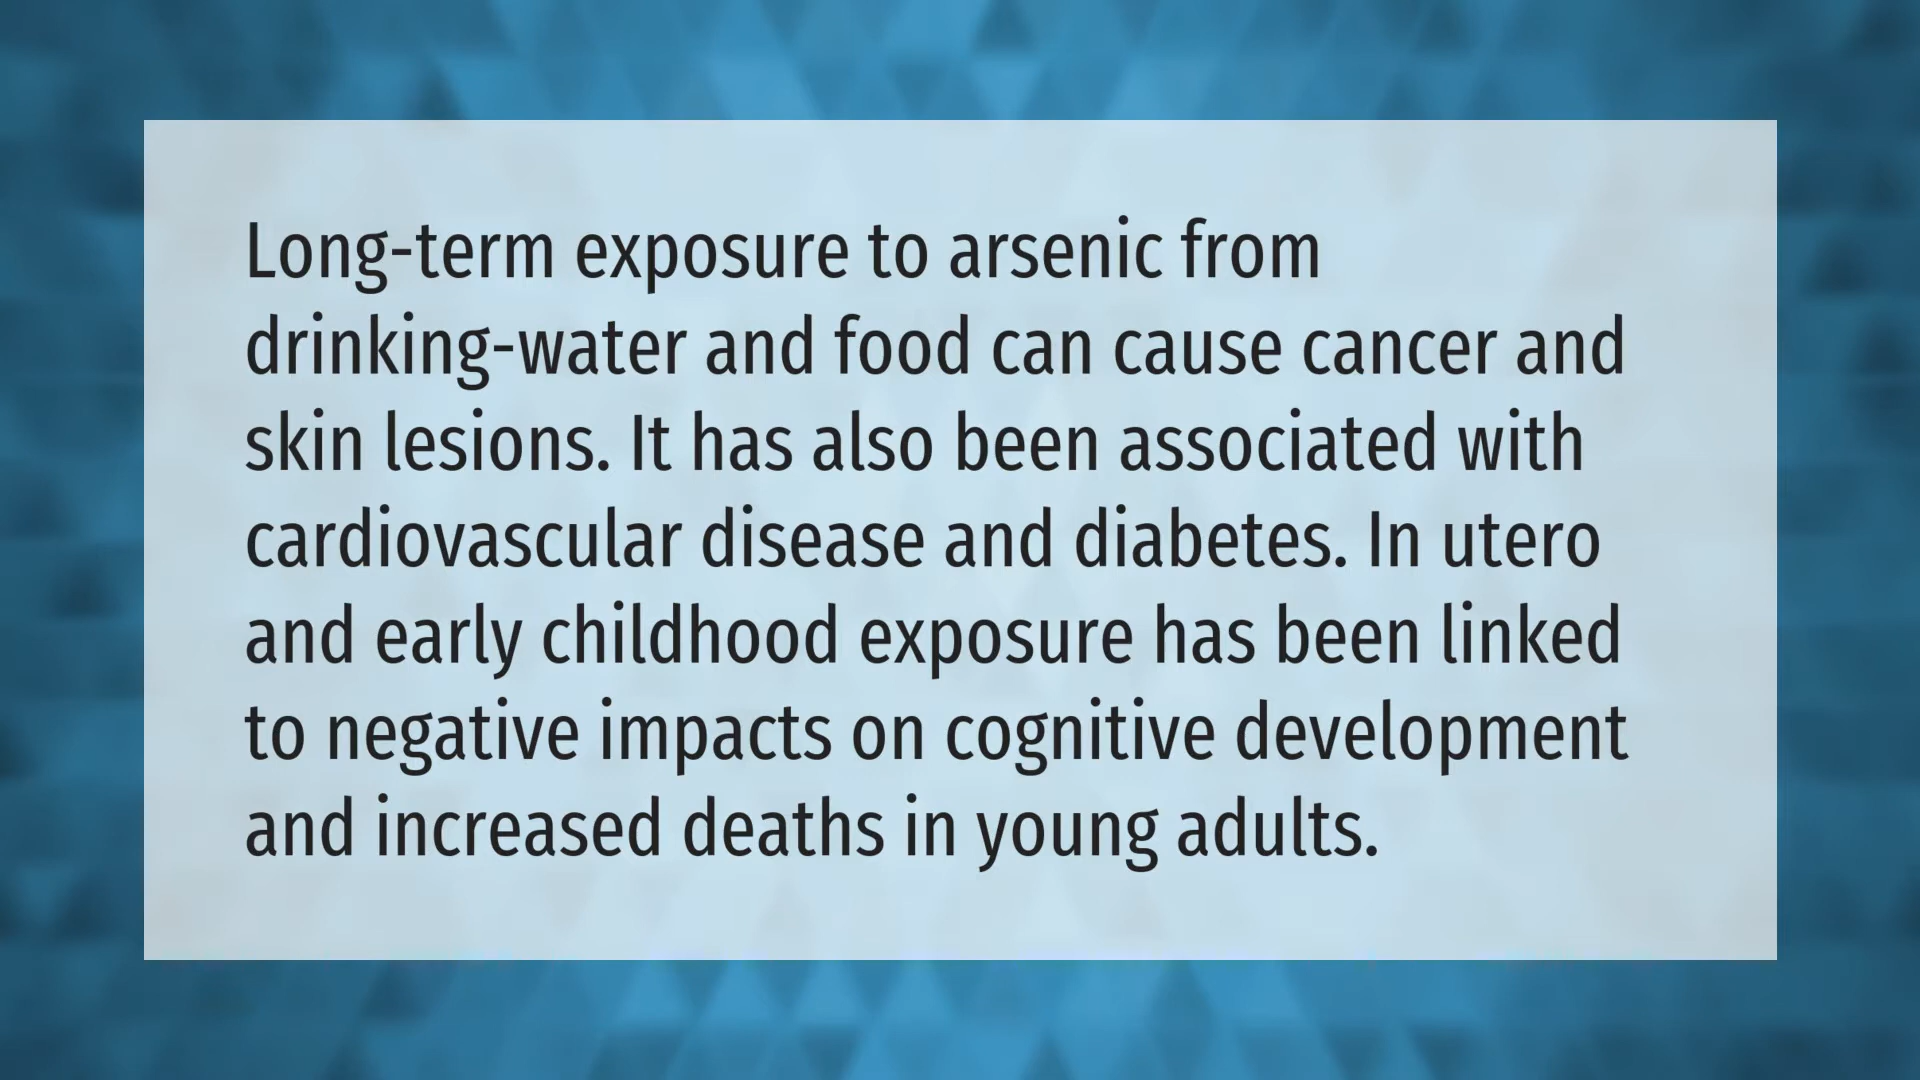 Long-term exposure to arsenic from
drinking-water and food can cause cancer and
skin lesions. It has also been associated with
cardiovascular disease and diabetes. In utero
and early childhood exposure has been linked
to negative impacts on cognitive development
and increased deaths in young adults.